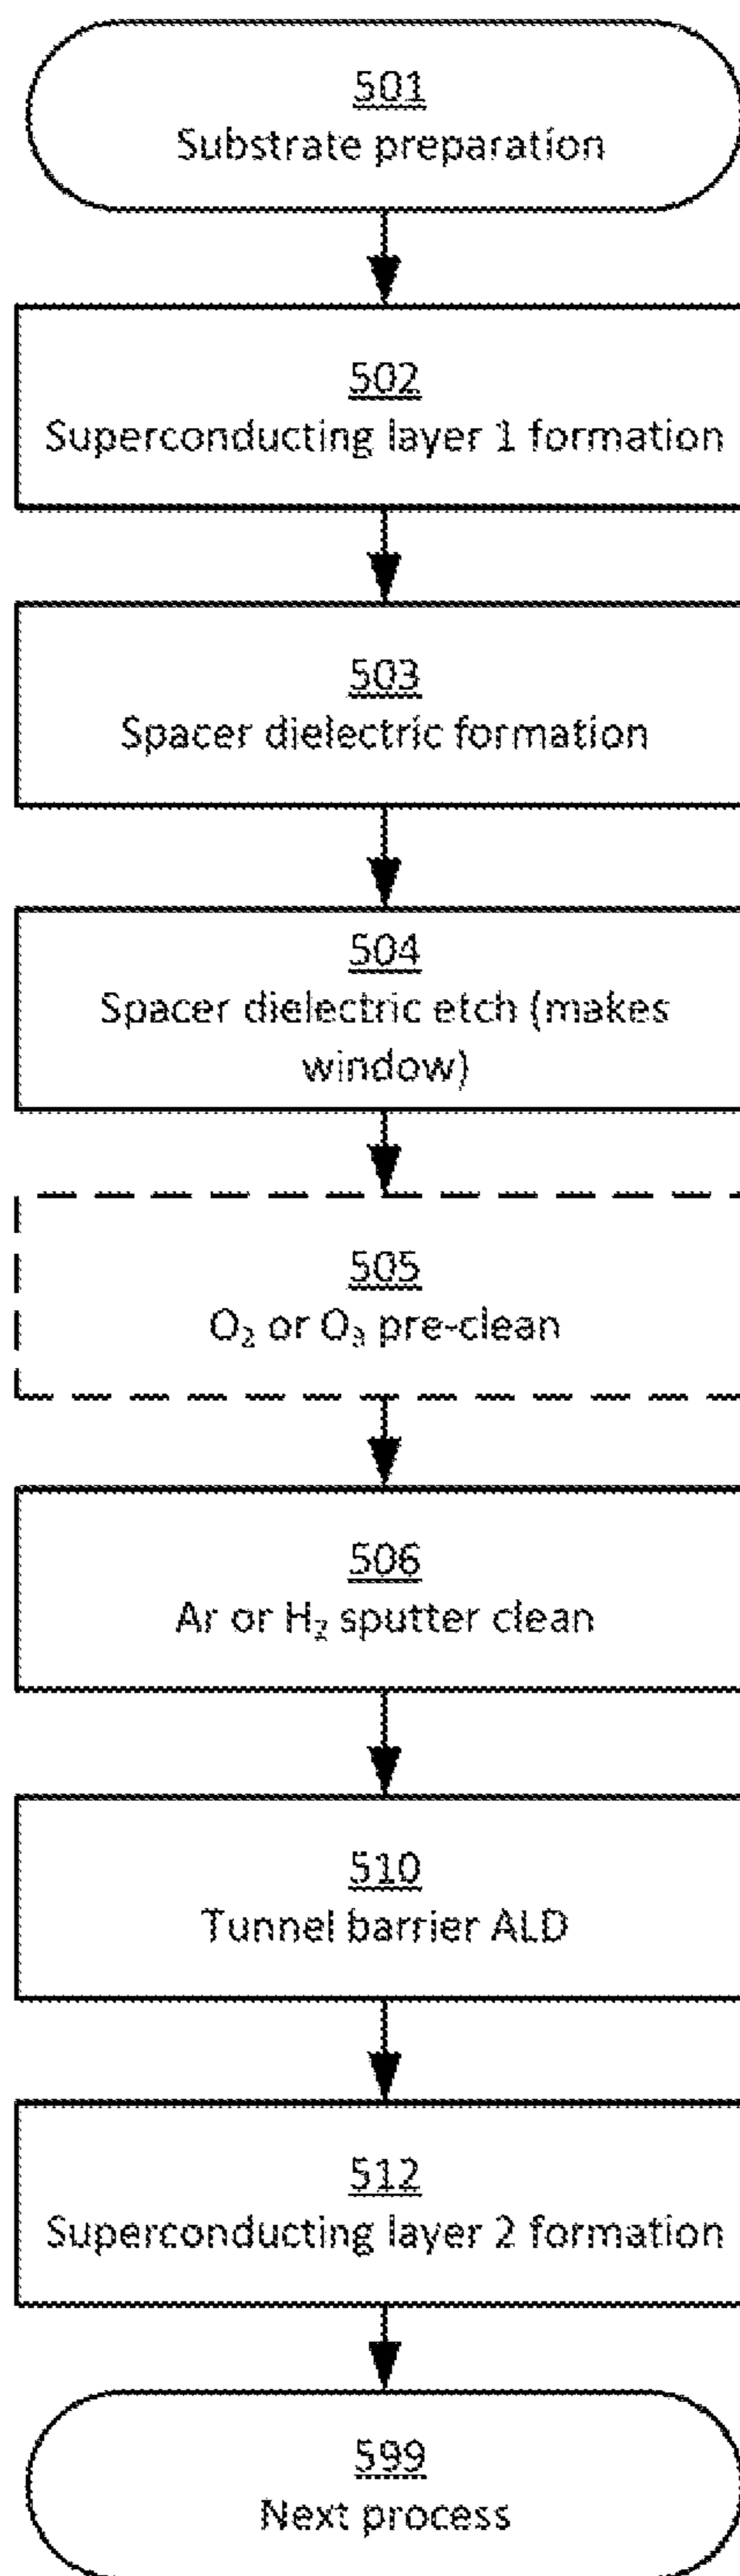 501
Substrate preparation
502
Superconducting layer 1 formation
503
Spacer dielectric formation
504
Spacer dielectric etch (makes
window)
505
O₂ or O₃ pre-clean
506
Ar or H₂ sputter clean
510
Tunnel barrier ALD
512
Superconducting layer 2 formation
599
Next process